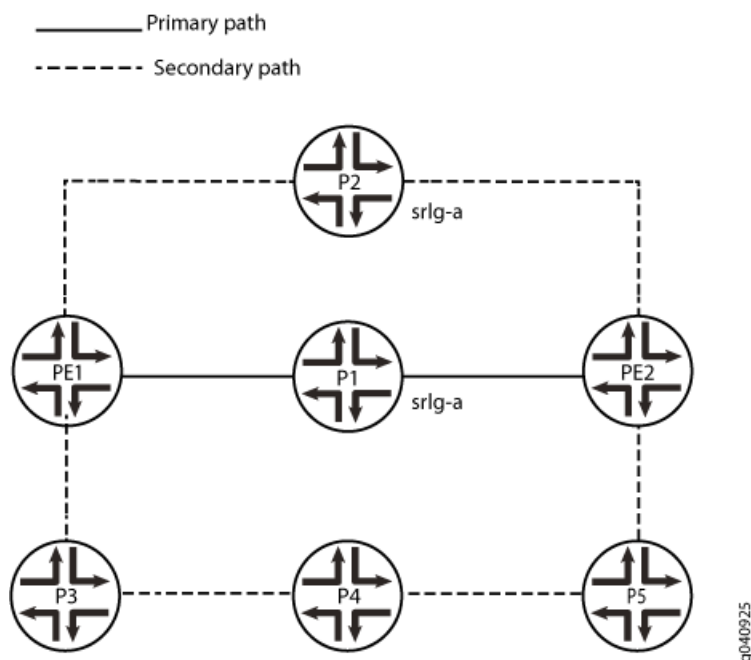 Primary path
Secondary path
P2
srlg-a
PE1
P1
PE2
srlg-a
P3
P4
P5
g040925